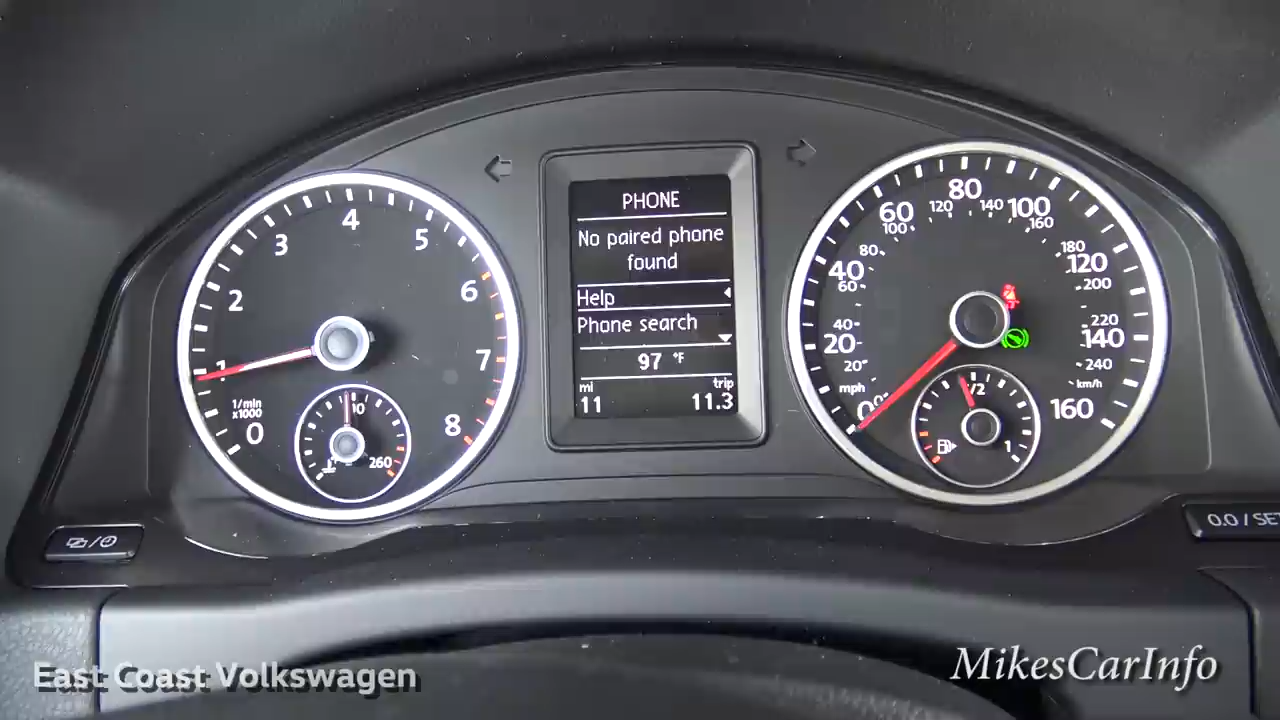 PHONE
No paired phone
found
Help
Phone search
97 °F
mi
trip
11
11.3
0
1
2
3
4
5
6
7
8
1/min
x1000
260
0
20
40
60
80
100
120
140
160
mph
20
40
60
80
100
120
140
160
180
200
220
240
km/h
1/2
1
0.0 / SET
East Coast Volkswagen
MikesCarInfo